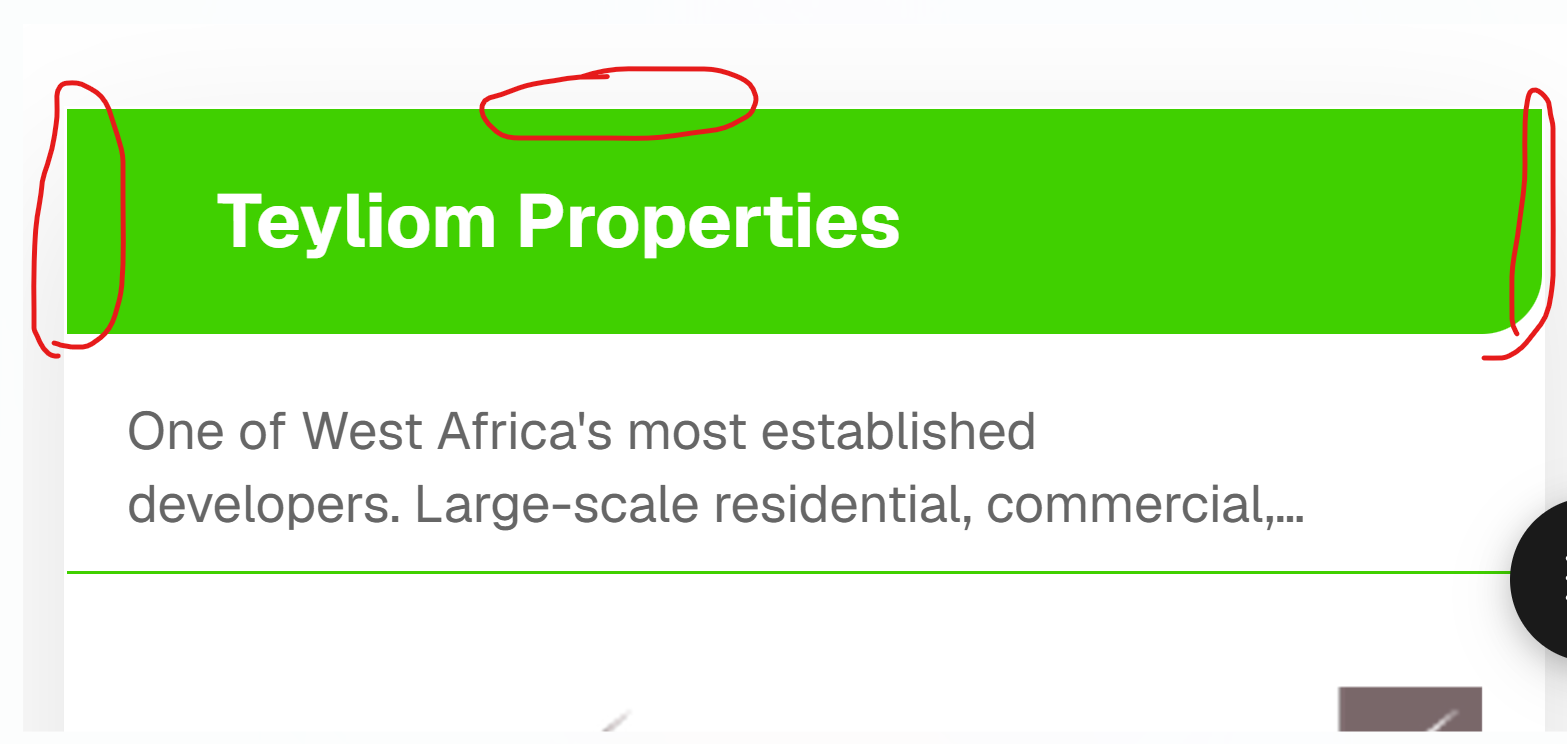 Teyliom Properties
One of West Africa's most established
developers. Large-scale residential, commercial,...